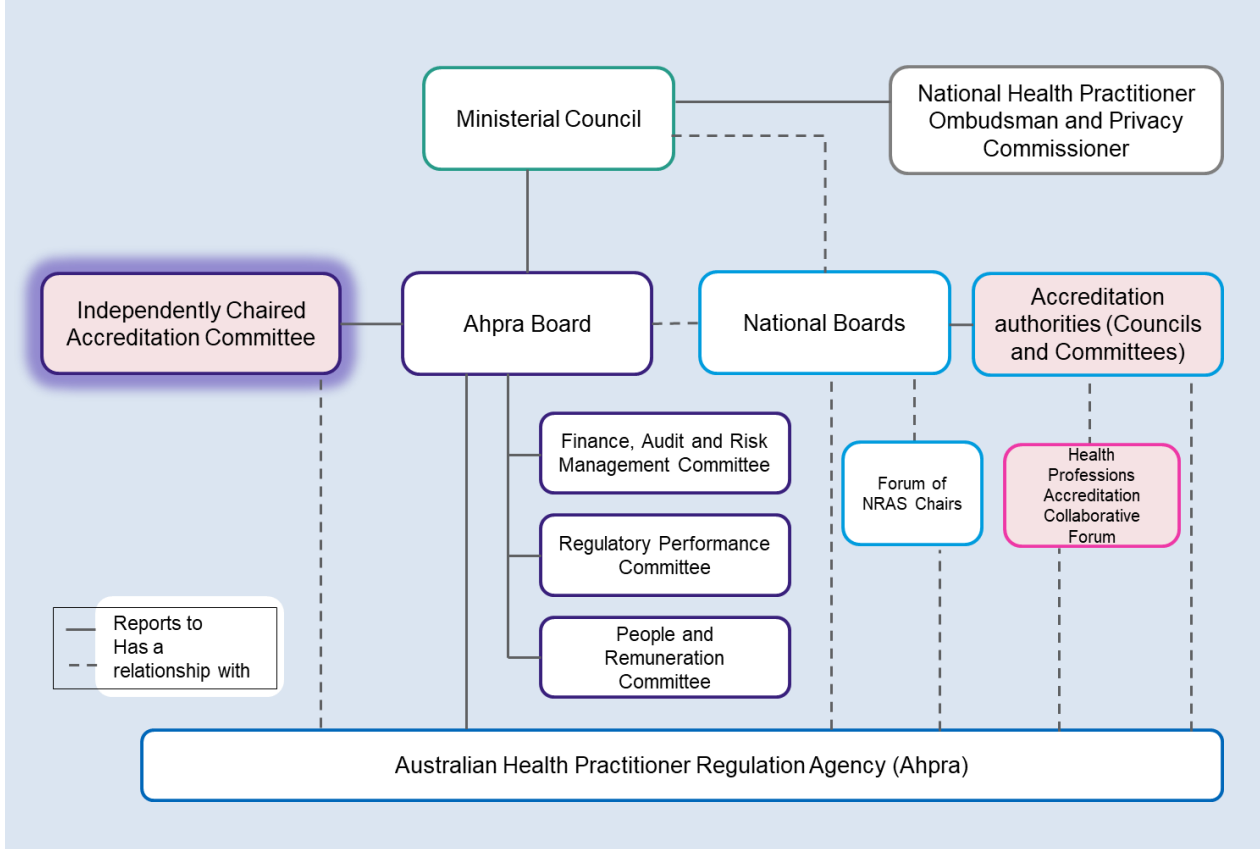 Ministerial Council
National Health Practitioner
Ombudsman and Privacy
Commissioner
Independently Chaired
Accreditation Committee
Ahpra Board
National Boards
Accreditation
authorities (Councils
and Committees)
Finance, Audit and Risk
Management Committee
Regulatory Performance
Committee
People and
Remuneration
Committee
Forum of
NRAS Chairs
Health
Professions
Accreditation
Collaborative
Forum
Reports to
Has a
relationship with
Australian Health Practitioner Regulation Agency (Ahpra)